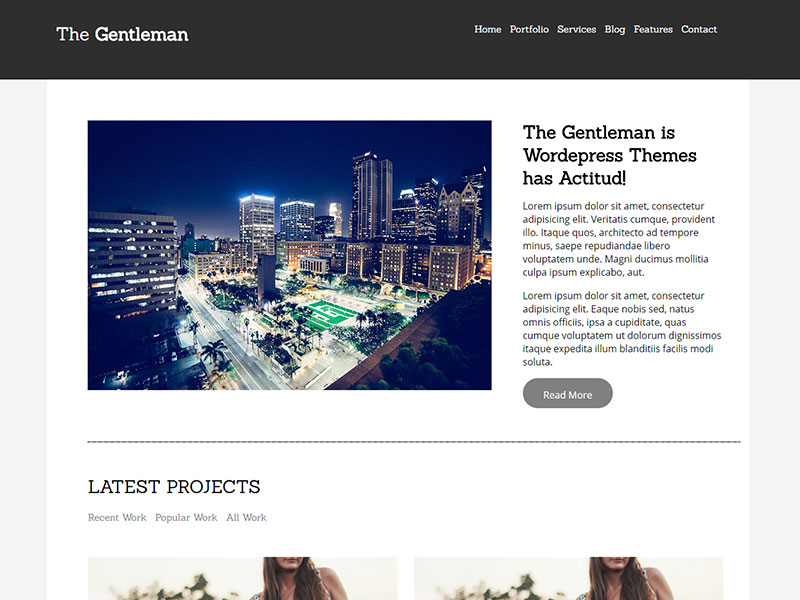 The Gentleman
Home Portfolio Services Blog Features Contact
The Gentleman is
Wordepress Themes
has Actitud!
Lorem ipsum dolor sit amet, consectetur
adipisicing elit. Veritatis cumque, provident
illo. Itaque quos, architecto ad tempore
minus, saepe repudiandae libero
voluptatem unde. Magni ducimus mollitia
culpa ipsum explicabo, aut.
Lorem ipsum dolor sit amet, consectetur
adipisicing elit. Eaque nobis sed, natus
omnis officiis, ipsa a cupiditate, quas
cumque voluptatem ut dolorum dignissimos
itaque expedita illum blanditiis facilis modi
soluta.
Read More
LATEST PROJECTS
Recent Work Popular Work All Work